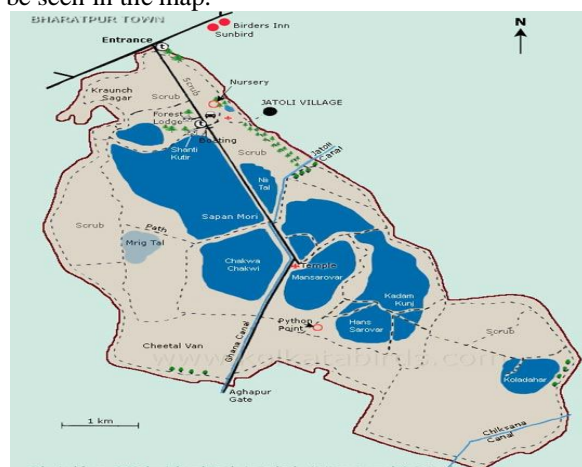 be seen in the map.
BHARATPUR TOWN
Birders Inn
Sunbird
N
Entrance
t
Scrub
Nursery
Kraunch
Sagar
Scrub
JATOLI VILLAGE
Forest
Lodge
t
Boating
Shanti
Kutir
Scrub
Jatoli
Canal
Nir
Tal
Sapan Mori
Scrub
Path
Mrig Tal
Chakwa
Chakwi
Temple
Mansarovar
Kadam
Kunj
Python
Point
Hans
Sarovar
Scrub
Ghana Canal
Cheetal Van
www.kolkatabirds.com
Koladahar
Aghapur
Gate
1 km
Chiksana
Canal